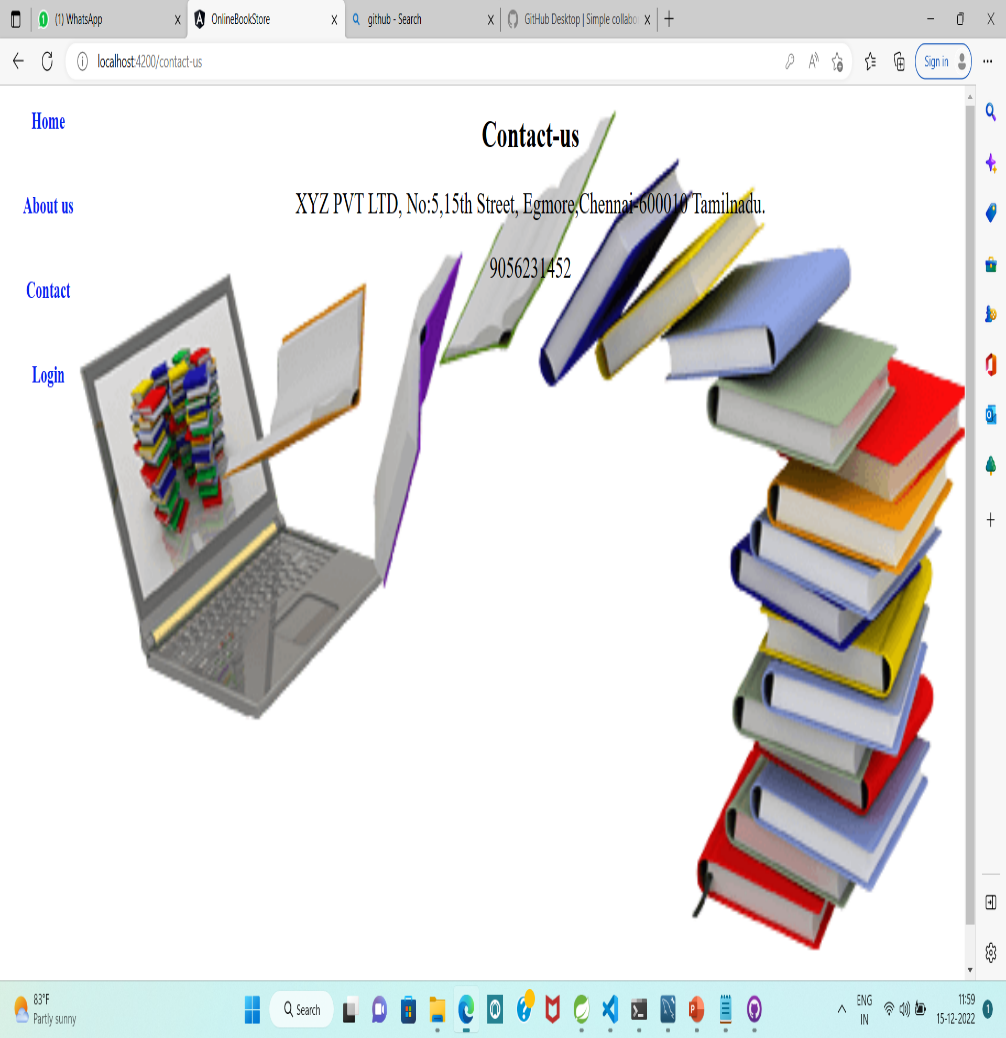 (1) WhatsApp
OnlineBookStore
github - Search
GitHub Desktop | Simple collabo
localhost:4200/contact-us
Sign in
Home
Contact-us
About us
XYZ PVT LTD, No:5,15th Street, Egmore,Chennai-600010 Tamilnadu.
9056231452
Contact
Login
83°F
Partly sunny
Search
ENG
IN
11:59
15-12-2022
1